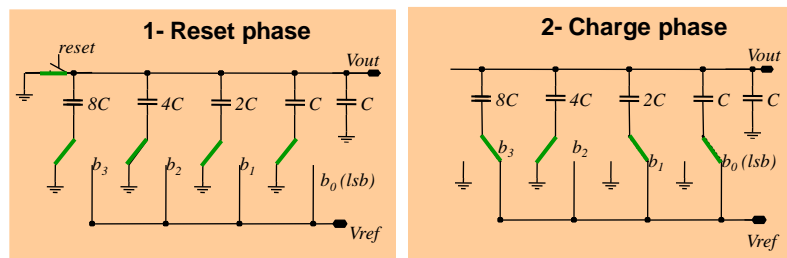 1- Reset phase
reset
Vout
8C
4C
2C
C
C
b3
b2
b1
b0 (lsb)
Vref
2- Charge phase
Vout
8C
4C
2C
C
C
b3
b2
b1
b0 (lsb)
Vref